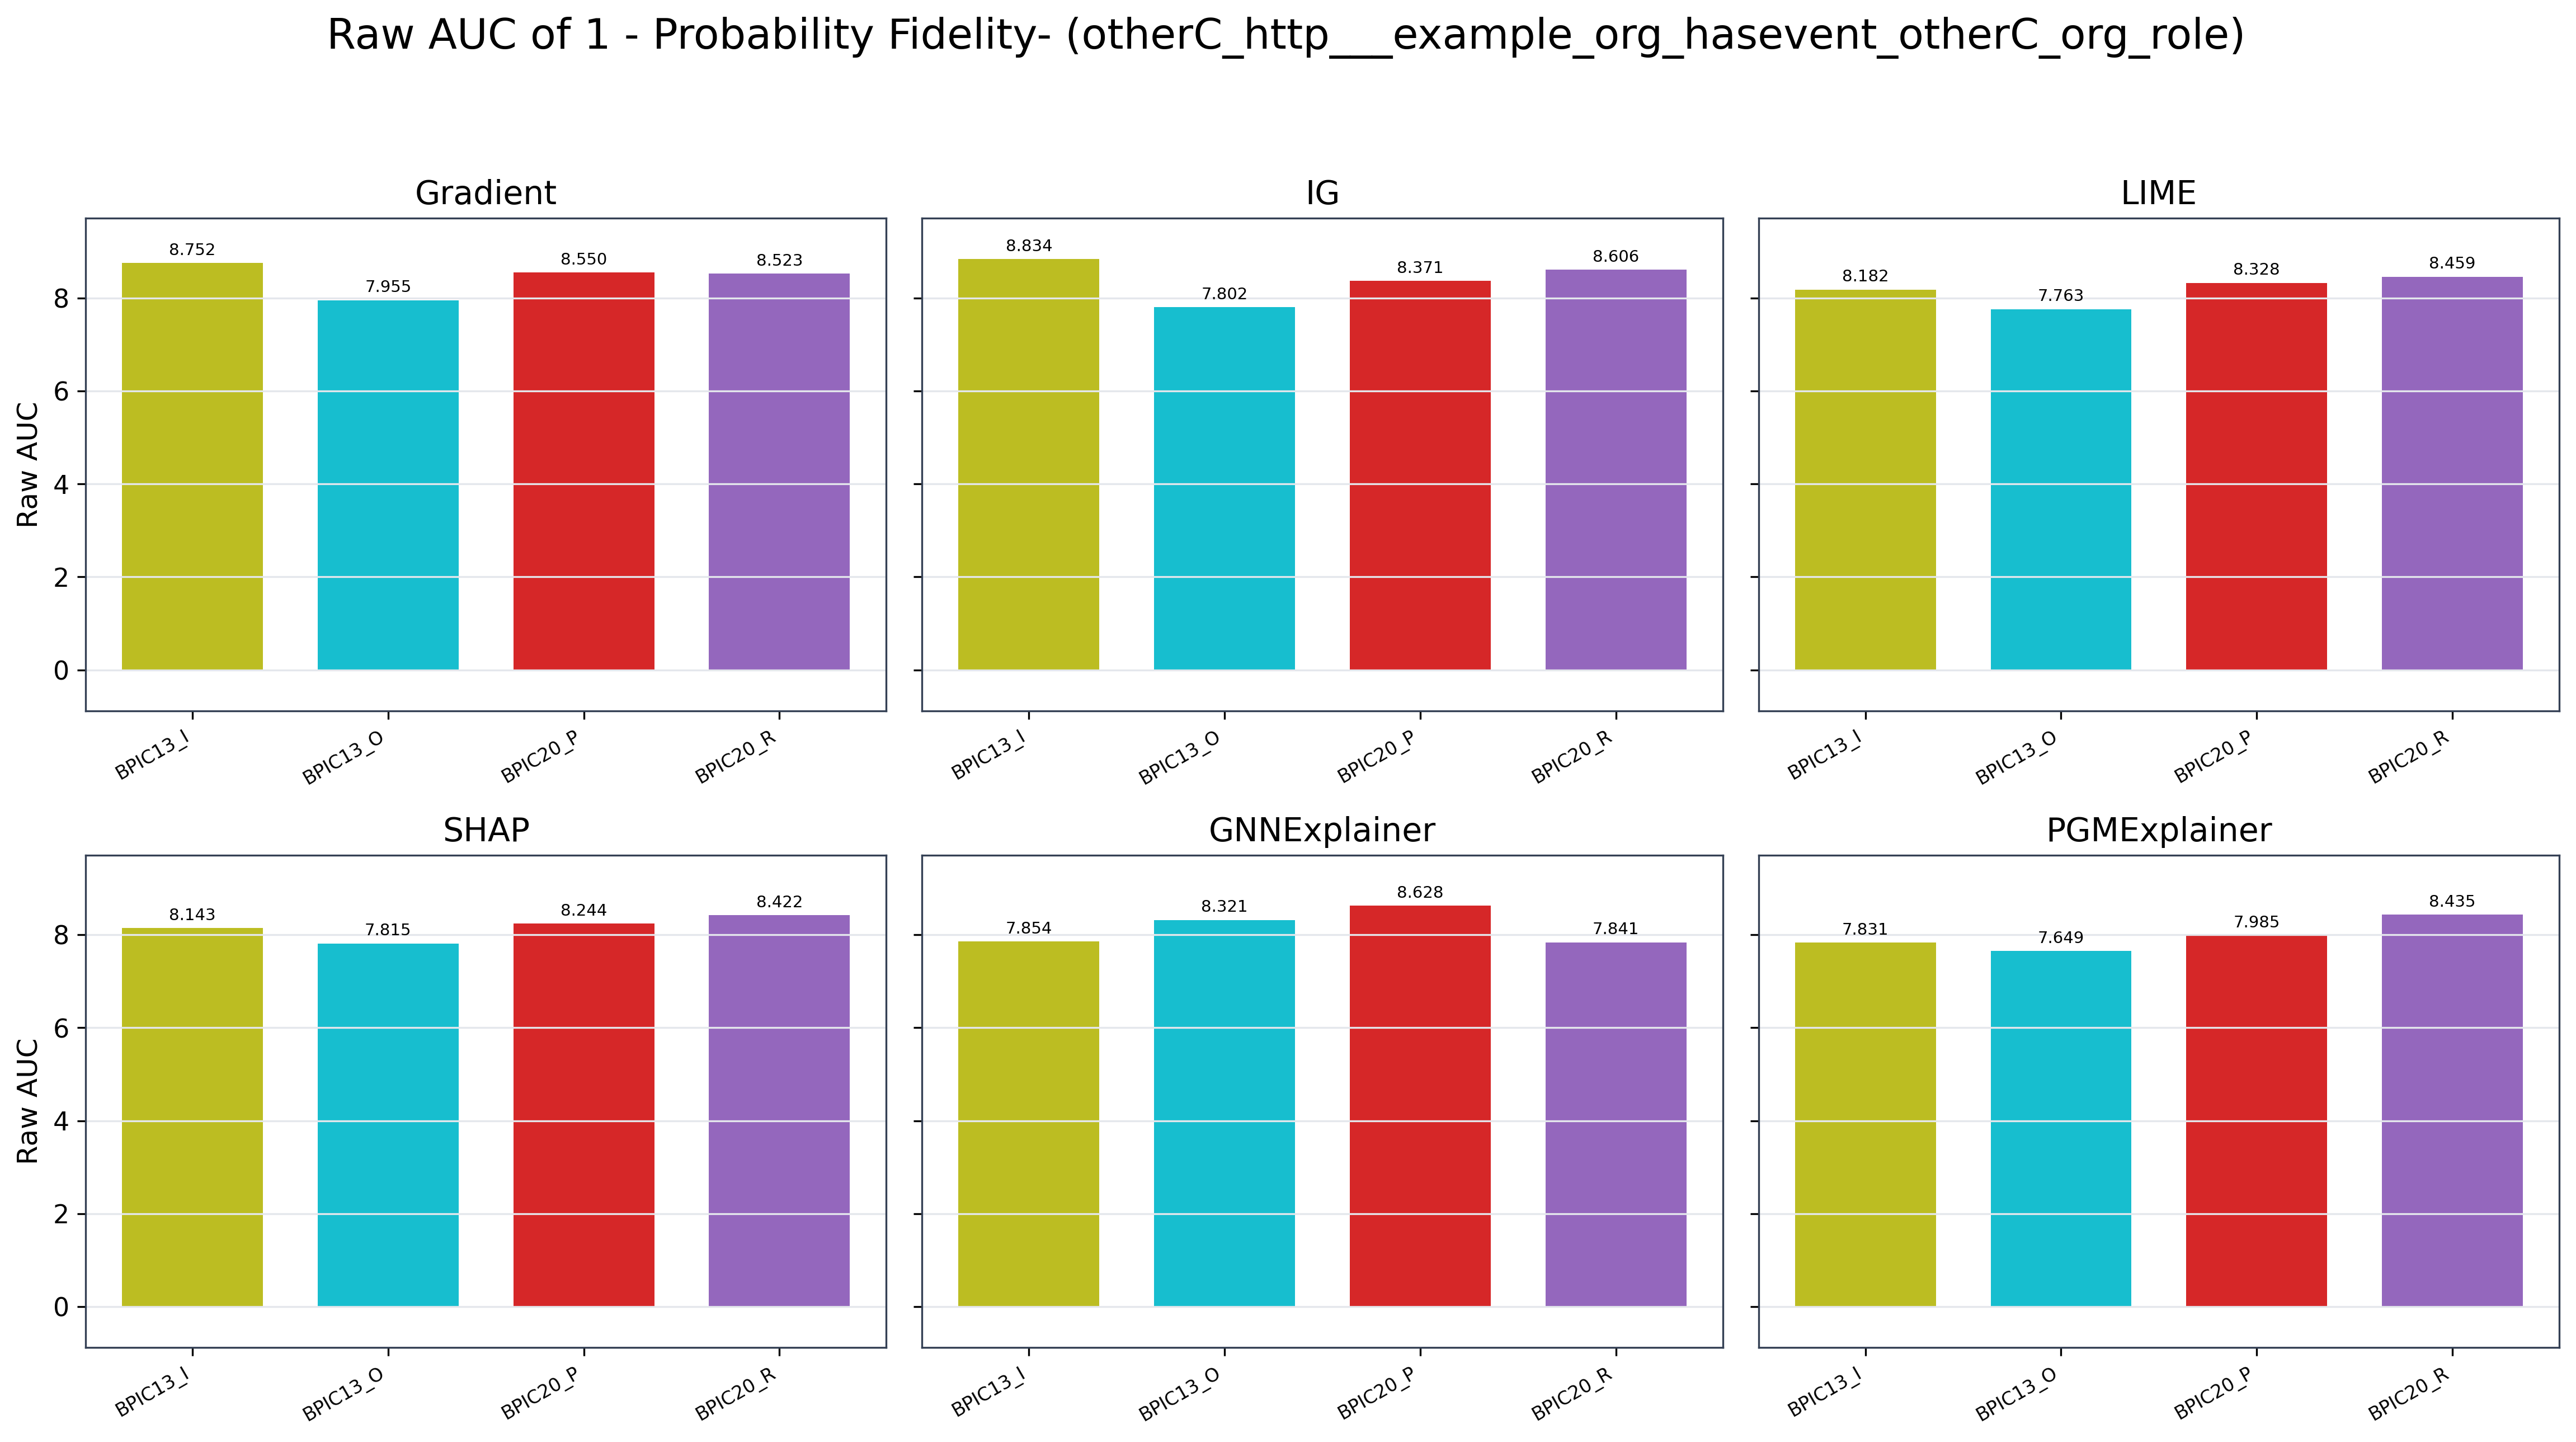 Raw AUC of 1 - Probability Fidelity- (otherC_http___example_org_hasevent_otherC_org_role)
Gradient
Raw AUC
8
6
4
2
0
8.752
7.955
8.550
8.523
BPIC13_I
BPIC13_O
BPIC20_P
BPIC20_R
IG
8.834
7.802
8.371
8.606
BPIC13_I
BPIC13_O
BPIC20_P
BPIC20_R
LIME
8.182
7.763
8.328
8.459
BPIC13_I
BPIC13_O
BPIC20_P
BPIC20_R
SHAP
Raw AUC
8
6
4
2
0
8.143
7.815
8.244
8.422
BPIC13_I
BPIC13_O
BPIC20_P
BPIC20_R
GNNExplainer
7.854
8.321
8.628
7.841
BPIC13_I
BPIC13_O
BPIC20_P
BPIC20_R
PGMExplainer
7.831
7.649
7.985
8.435
BPIC13_I
BPIC13_O
BPIC20_P
BPIC20_R